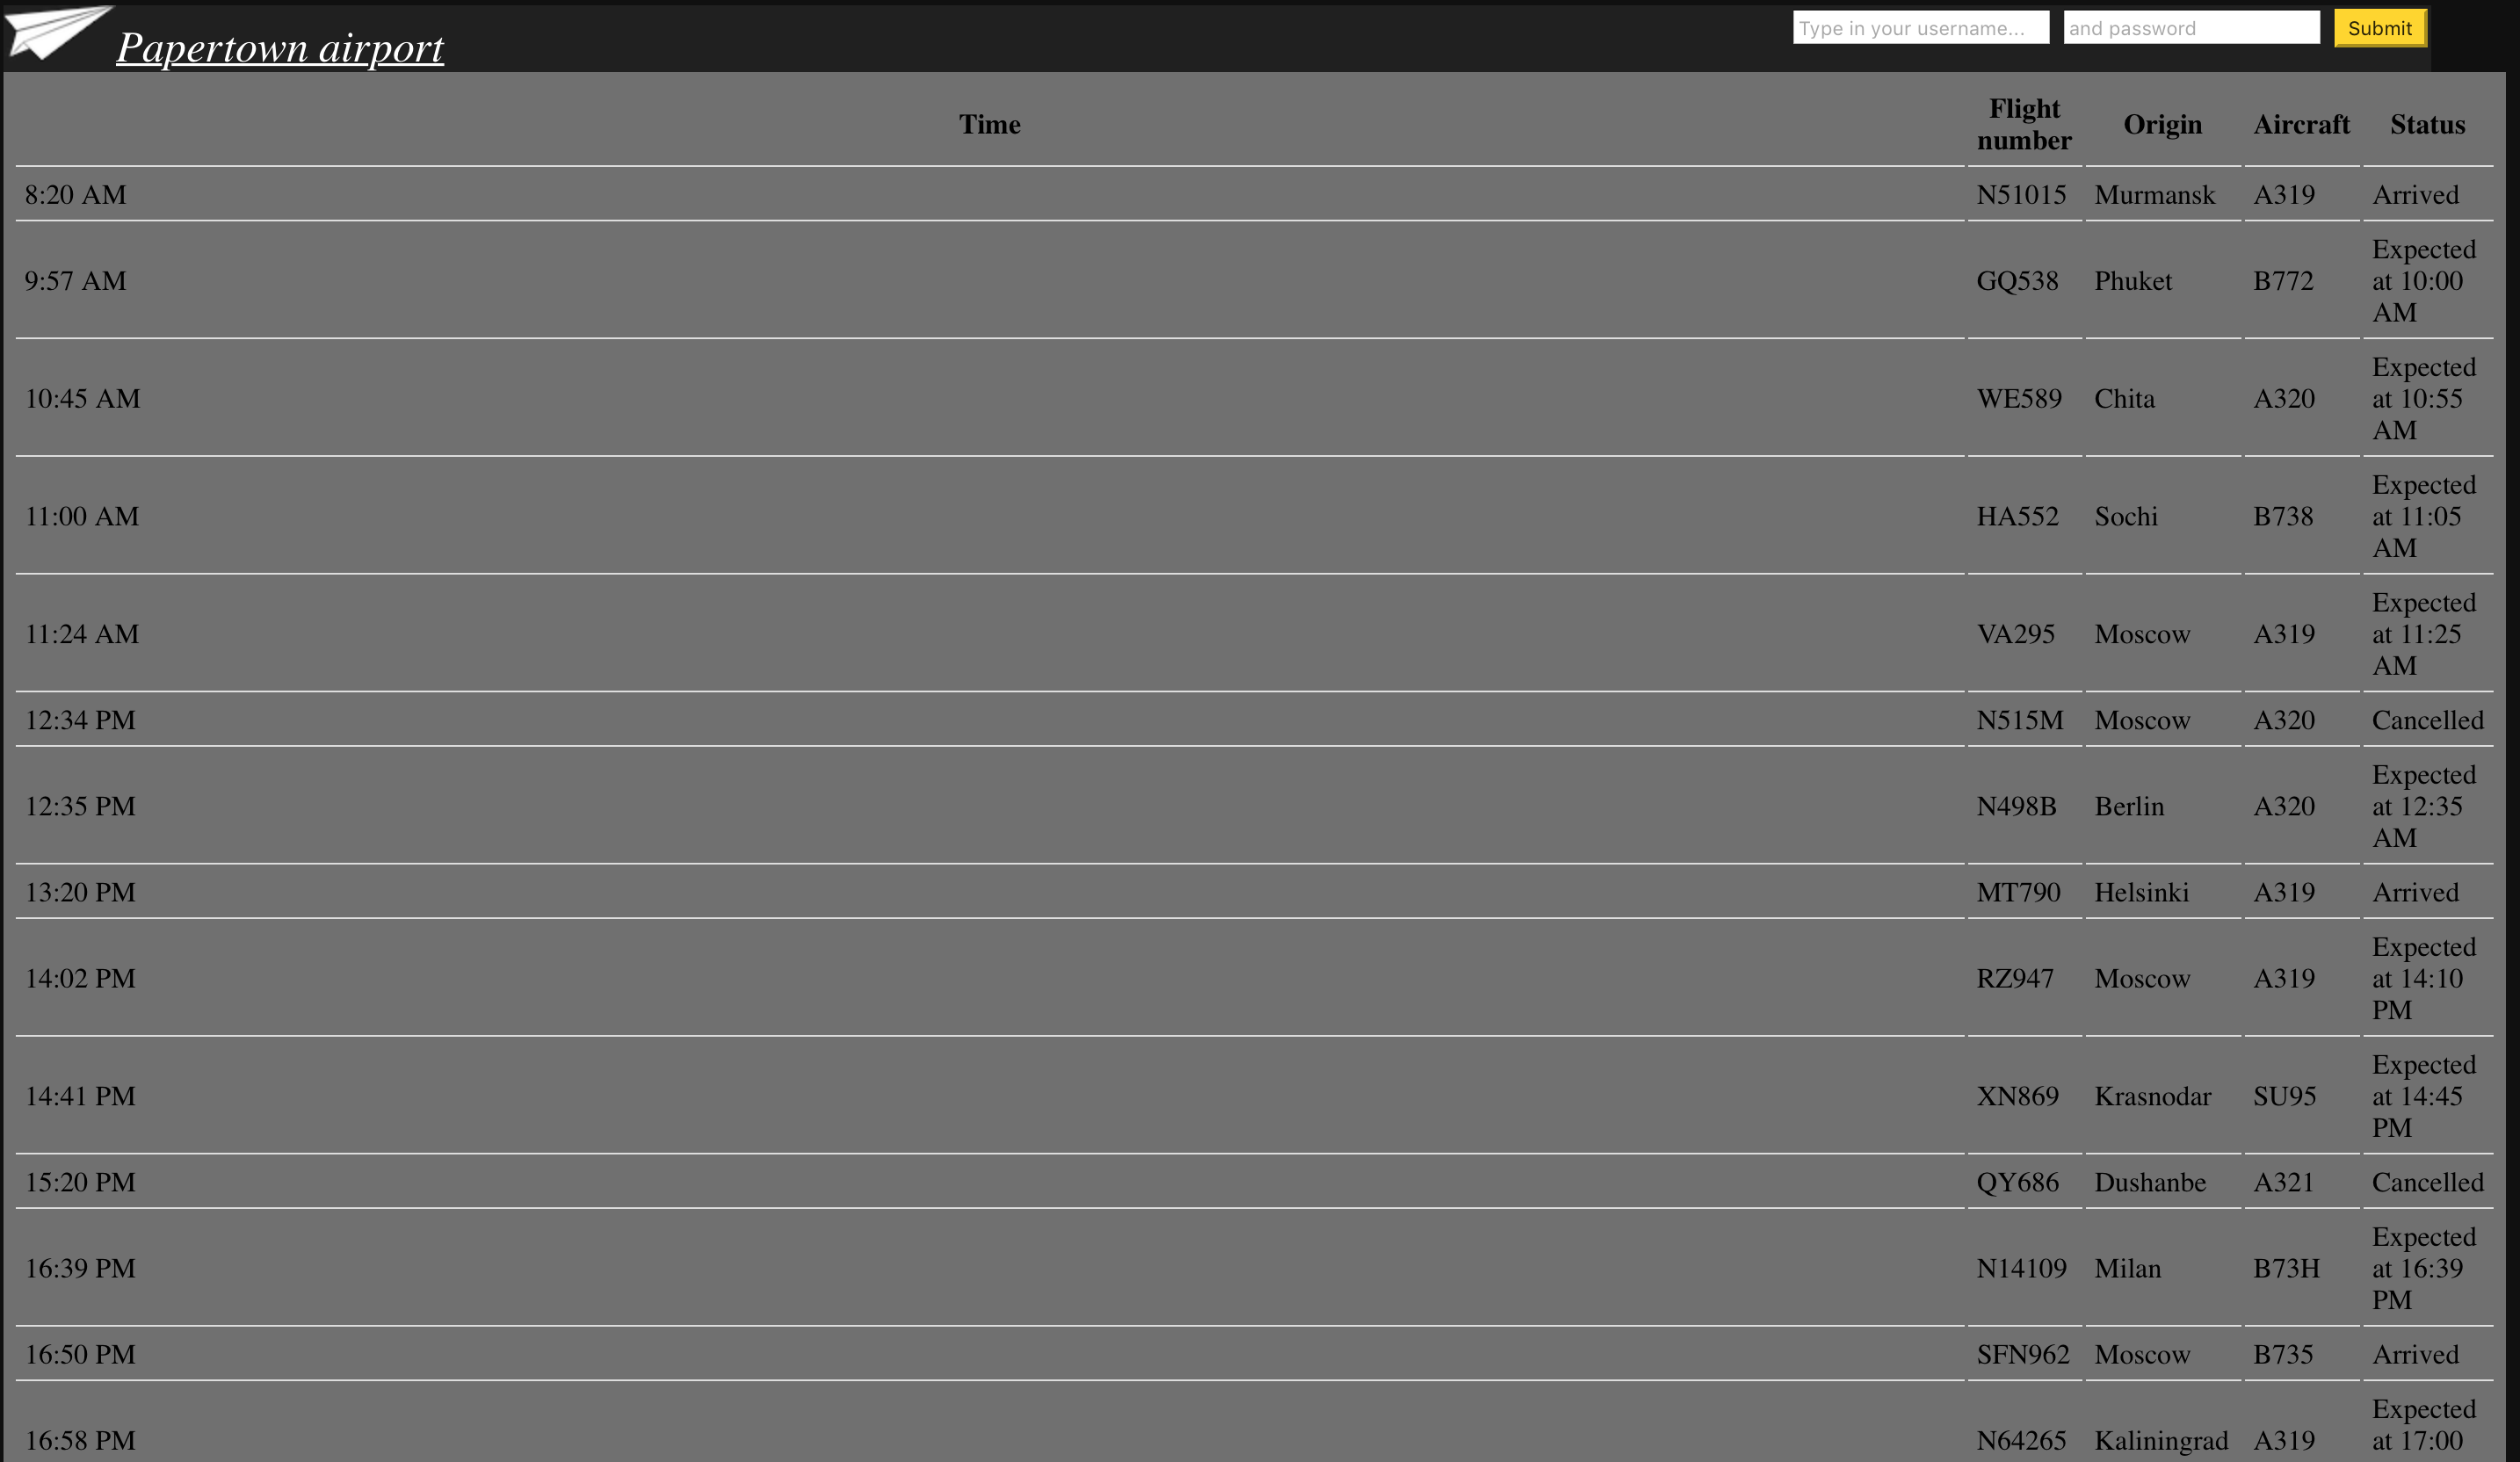 Papertown airport
Type in your username... and password Submit
Time Flight number Origin Aircraft Status
8:20 AM N51015 Murmansk A319 Arrived
9:57 AM GQ538 Phuket B772 Expected at 10:00 AM
10:45 AM WE589 Chita A320 Expected at 10:55 AM
11:00 AM HA552 Sochi B738 Expected at 11:05 AM
11:24 AM VA295 Moscow A319 Expected at 11:25 AM
12:34 PM N515M Moscow A320 Cancelled
12:35 PM N498B Berlin A320 Expected at 12:35 AM
13:20 PM MT790 Helsinki A319 Arrived
14:02 PM RZ947 Moscow A319 Expected at 14:10 PM
14:41 PM XN869 Krasnodar SU95 Expected at 14:45 PM
15:20 PM QY686 Dushanbe A321 Cancelled
16:39 PM N14109 Milan B73H Expected at 16:39 PM
16:50 PM SFN962 Moscow B735 Arrived
16:58 PM N64265 Kaliningrad A319 Expected at 17:00